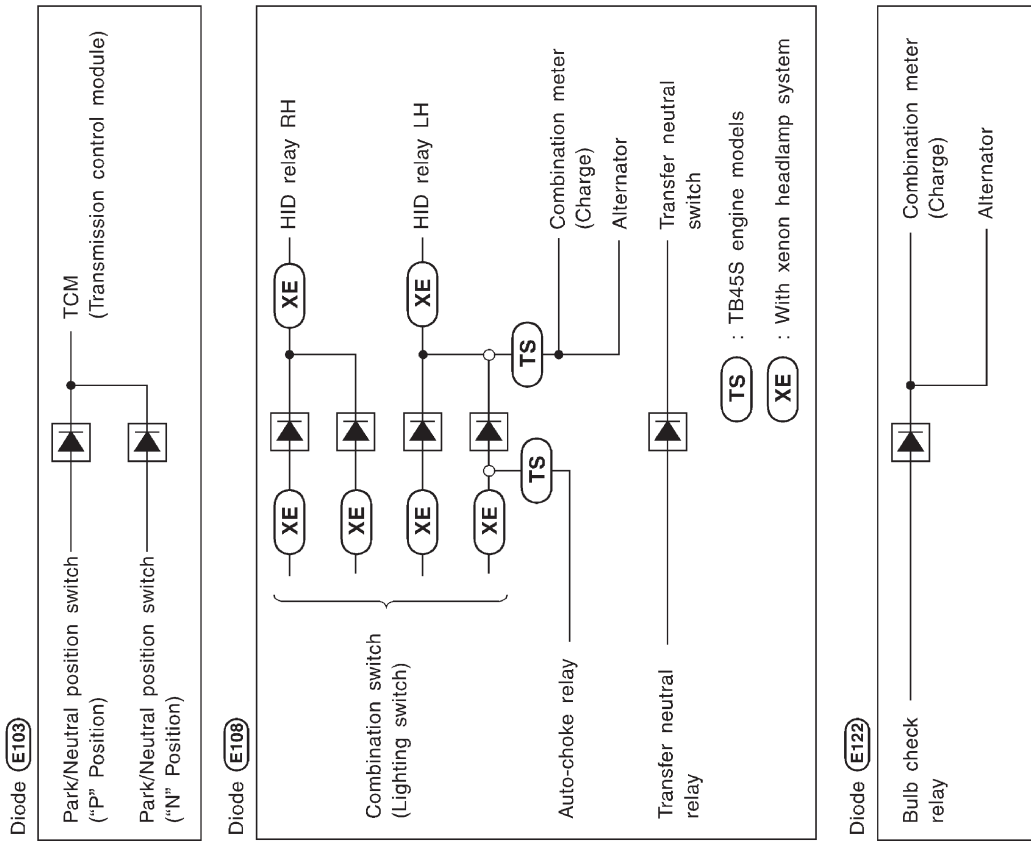 Diode E103
Park/Neutral position switch
("P" Position)
TCM
(Transmission control module)
Park/Neutral position switch
("N" Position)
Diode E108
Combination switch
(Lighting switch)
XE
XE
HID relay RH
XE
XE
XE
HID relay LH
XE
TS
TS
Auto-choke relay
Combination meter
(Charge)
Alternator
Transfer neutral
relay
Transfer neutral
switch
TS : TB45S engine models
XE : With xenon headlamp system
Diode E122
Bulb check
relay
Combination meter
(Charge)
Alternator